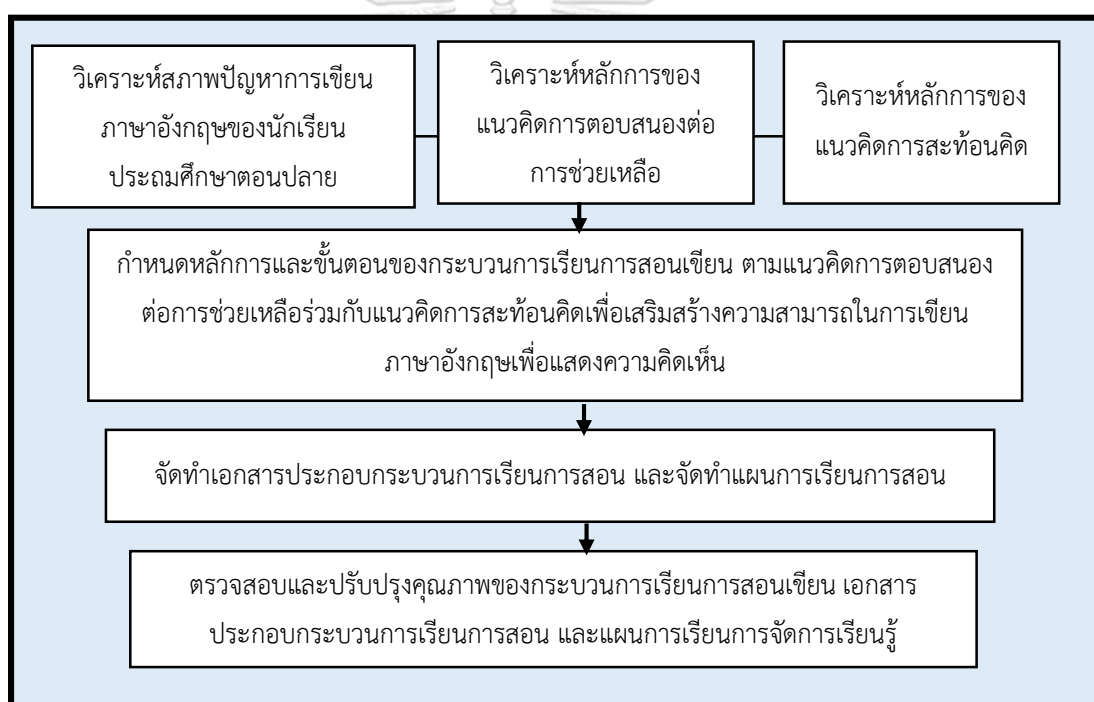 วิเคราะห์สภาพปัญหาการเขียน
ภาษาอังกฤษของนักเรียน
ประถมศึกษาตอนปลาย
วิเคราะห์หลักการของ
แนวคิดการตอบสนองต่อ
การช่วยเหลือ
วิเคราะห์หลักการของ
แนวคิดการสะท้อนคิด
กำหนดหลักการและขั้นตอนของกระบวนการเรียนการสอนเขียน ตามแนวคิดการตอบสนอง
ต่อการช่วยเหลือร่วมกับแนวคิดการสะท้อนคิดเพื่อเสริมสร้างความสามารถในการเขียน
ภาษาอังกฤษเพื่อแสดงความคิดเห็น
จัดทำเอกสารประกอบกระบวนการเรียนการสอน และจัดทำแผนการเรียนการสอน
ตรวจสอบและปรับปรุงคุณภาพของกระบวนการเรียนการสอนเขียน เอกสาร
ประกอบกระบวนการเรียนการสอน และแผนการเรียนการจัดการเรียนรู้